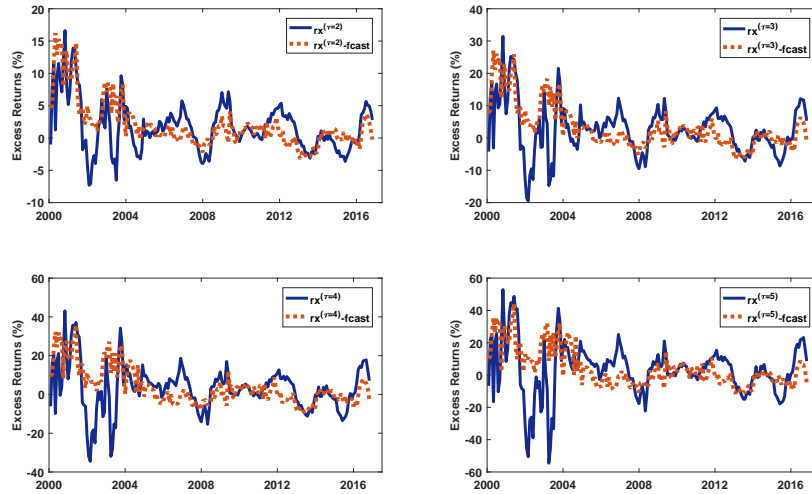 20
15
10
5
0
-5
-10
Excess Returns (%)
2000 2004 2008 2012 2016
rx(τ=2)
rx(τ=2)-fcast
40
30
20
10
0
-10
-20
Excess Returns (%)
2000 2004 2008 2012 2016
rx(τ=3)
rx(τ=3)-fcast
60
40
20
0
-20
-40
Excess Returns (%)
2000 2004 2008 2012 2016
rx(τ=4)
rx(τ=4)-fcast
60
40
20
0
-20
-40
-60
Excess Returns (%)
2000 2004 2008 2012 2016
rx(τ=5)
rx(τ=5)-fcast